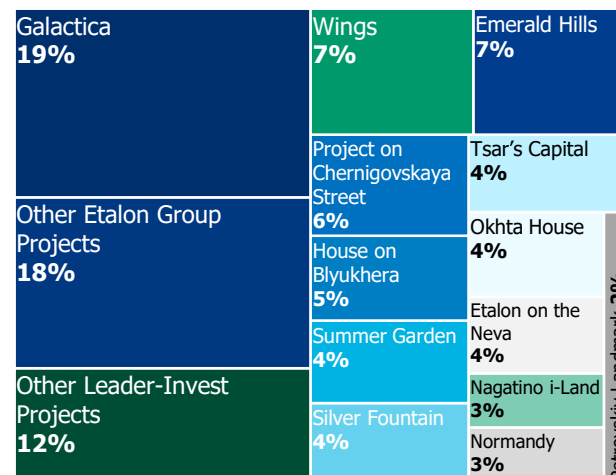 Galactica
19%
Other Etalon Group
Projects
18%
Other Leader-Invest
Projects
12%
Wings
7%
Emerald Hills
7%
Project on
Chernigovskaya
Street
6%
House on
Blyukhera
5%
Summer Garden
4%
Silver Fountain
4%
Tsar’s Capital
4%
Okhta House
4%
Etalon on the
Neva
4%
Nagatino i-Land
3%
Normandy
3%
Landmark